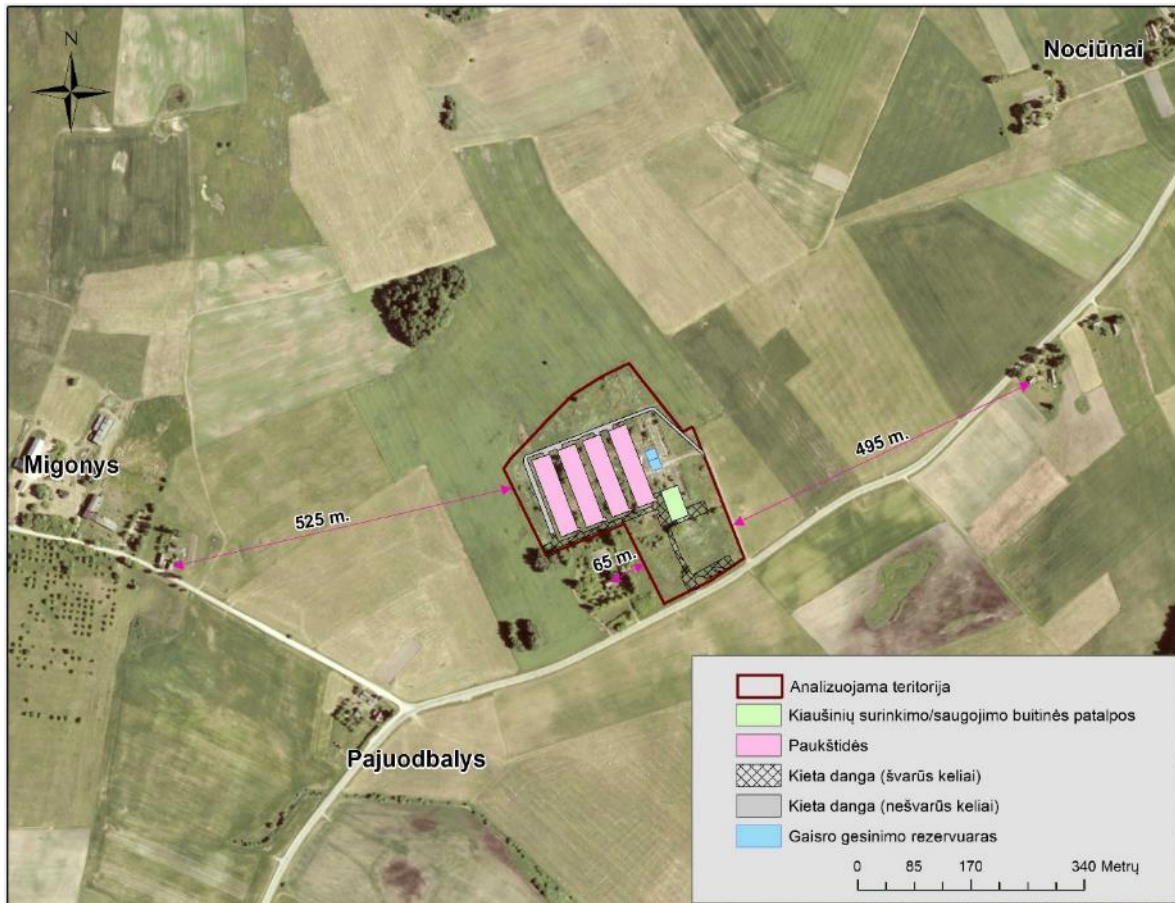 N
Nociūnai
Migonys
525 m.
495 m.
65 m.
Pajuodbalys
Analizuojama teritorija
Kiaušinių surinkimo/saugojimo buitinės patalpos
Paukštidės
Kieta danga (švarūs keliai)
Kieta danga (nešvarūs keliai)
Gaisro gesinimo rezervuaras
0 85 170 340 Metrų